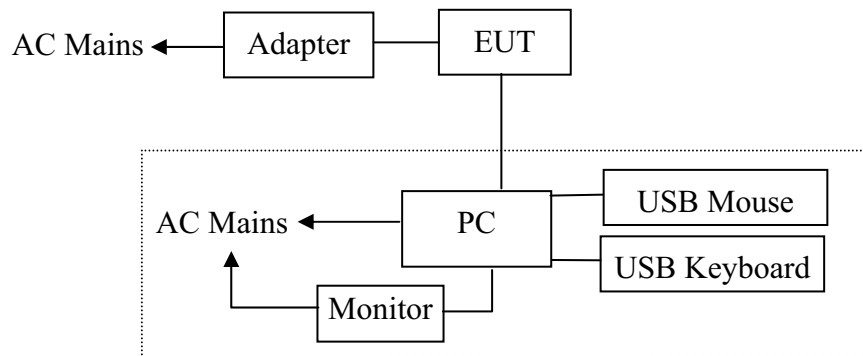 AC Mains
Adapter
EUT
AC Mains
PC
USB Mouse
USB Keyboard
Monitor